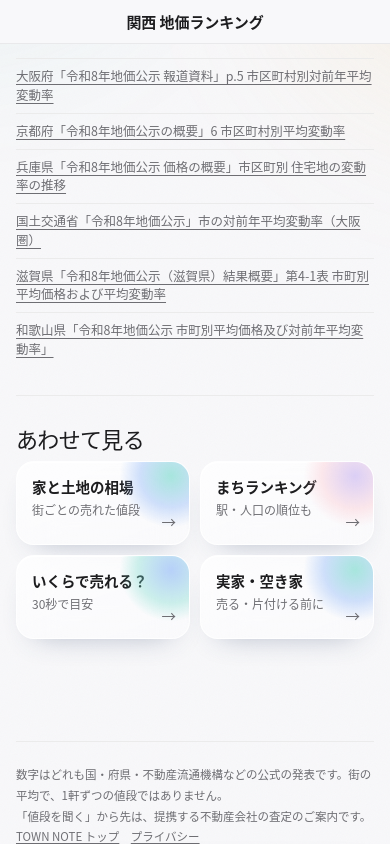 関西 地価ランキング
大阪府「令和8年地価公示 報道資料」p.5 市区町村別対前年平均
変動率
京都府「令和8年地価公示の概要」6 市区町村別平均変動率
兵庫県「令和8年地価公示 価格の概要」市区町別 住宅地の変動
率の推移
国土交通省「令和8年地価公示」市の対前年平均変動率（大阪
圏）
滋賀県「令和8年地価公示（滋賀県）結果概要」第4-1表 市町別
平均価格および平均変動率
和歌山県「令和8年地価公示 市町別平均価格及び対前年平均変
動率」
あわせて見る
家と土地の相場
街ごとの売れた値段
→
まちランキング
駅・人口の順位も
→
いくらで売れる？
30秒で目安
→
実家・空き家
売る・片付ける前に
→
数字はどれも国・府県・不動産流通機構などの公式の発表です。街の
平均で、1軒ずつの値段ではありません。
「値段を聞く」から先は、提携する不動産会社の査定のご案内です。
TOWN NOTE トップ プライバシー